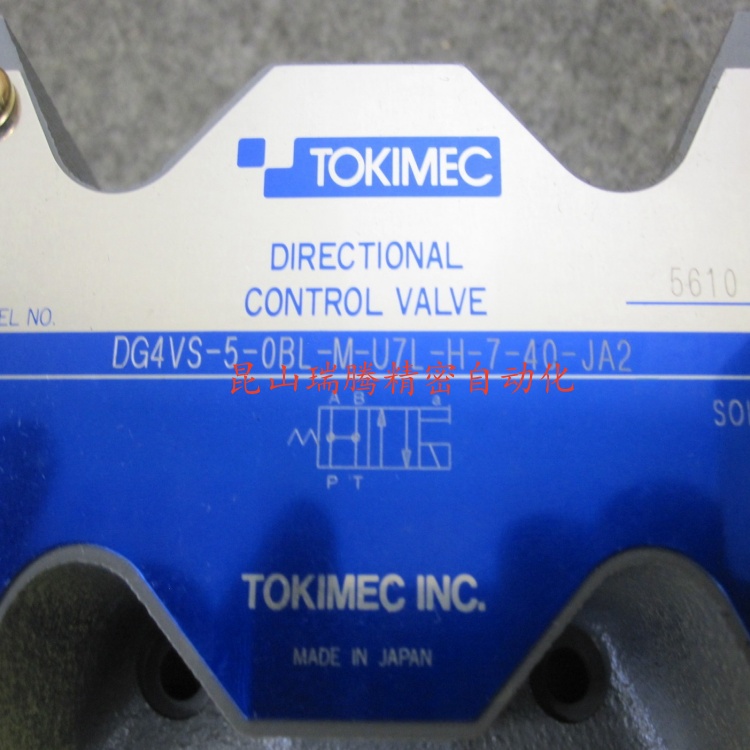 TOKIMEC
DIRECTIONAL
CONTROL VALVE
5610
EL NO.
DG4VS-5-0BL-M-U7L-H-7-40-JA2
昆山瑞腾精密自动化
A B a
SO
P T
TOKIMEC INC.
MADE IN JAPAN